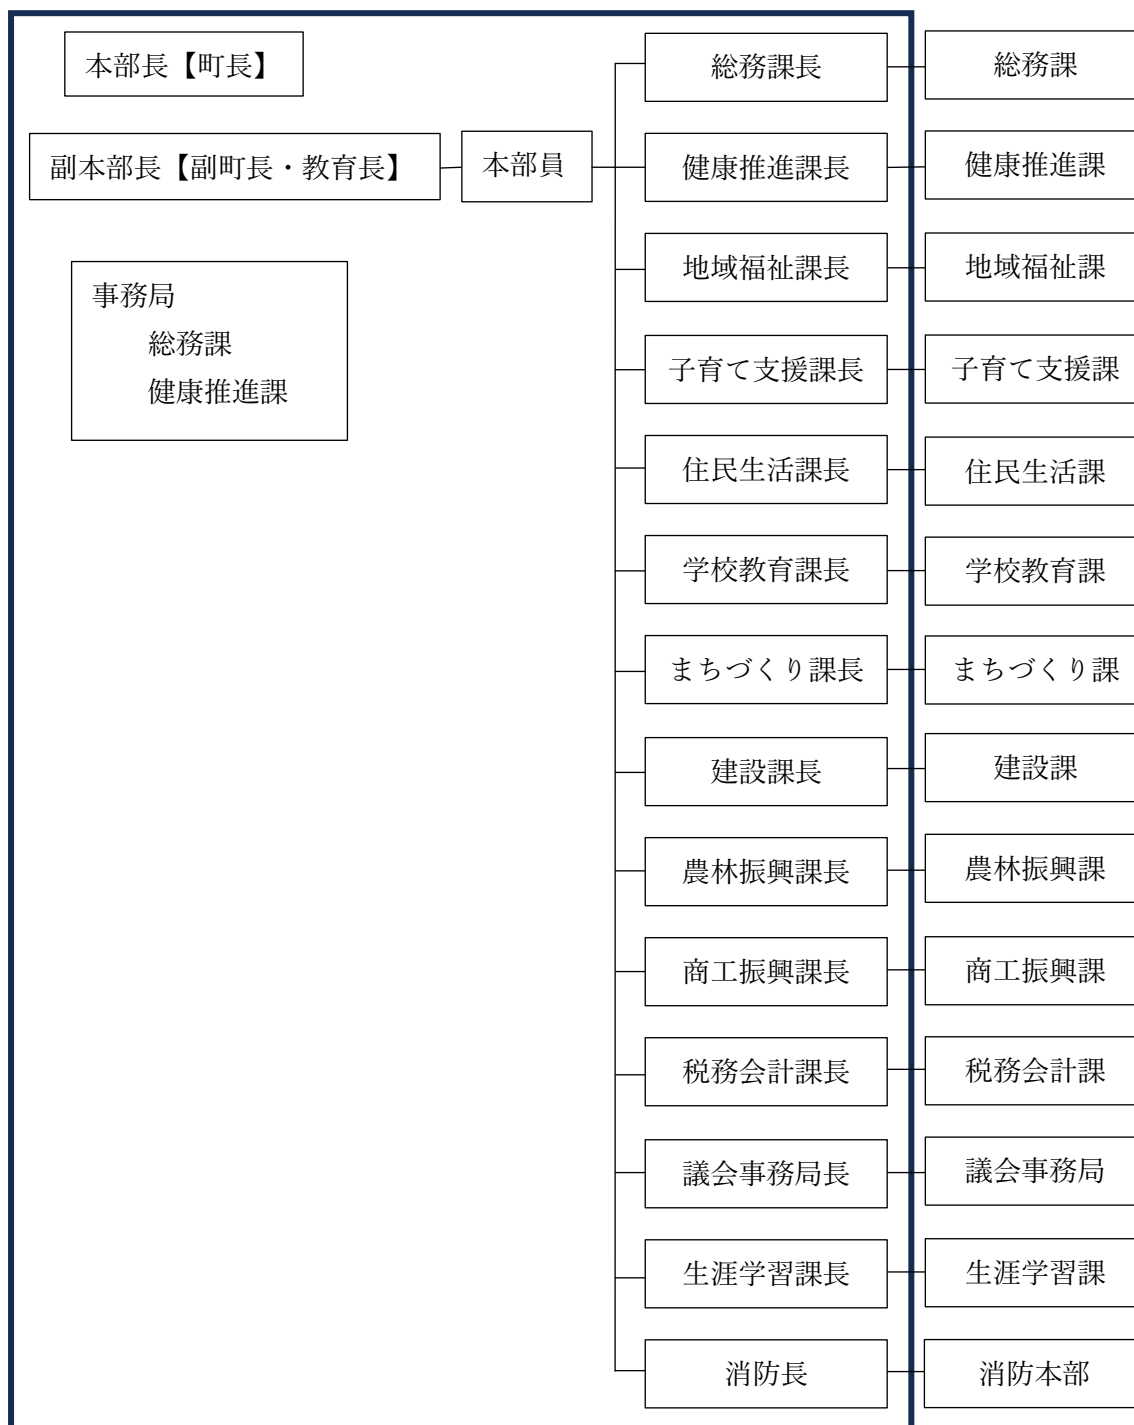 本部長【町長】
総務課長
総務課
副本部長【副町長・教育長】
本部員
健康推進課長
健康推進課
地域福祉課長
地域福祉課
事務局
総務課
健康推進課
子育て支援課長
子育て支援課
住民生活課長
住民生活課
学校教育課長
学校教育課
まちづくり課長
まちづくり課
建設課長
建設課
農林振興課長
農林振興課
商工振興課長
商工振興課
税務会計課長
税務会計課
議会事務局長
議会事務局
生涯学習課長
生涯学習課
消防長
消防本部